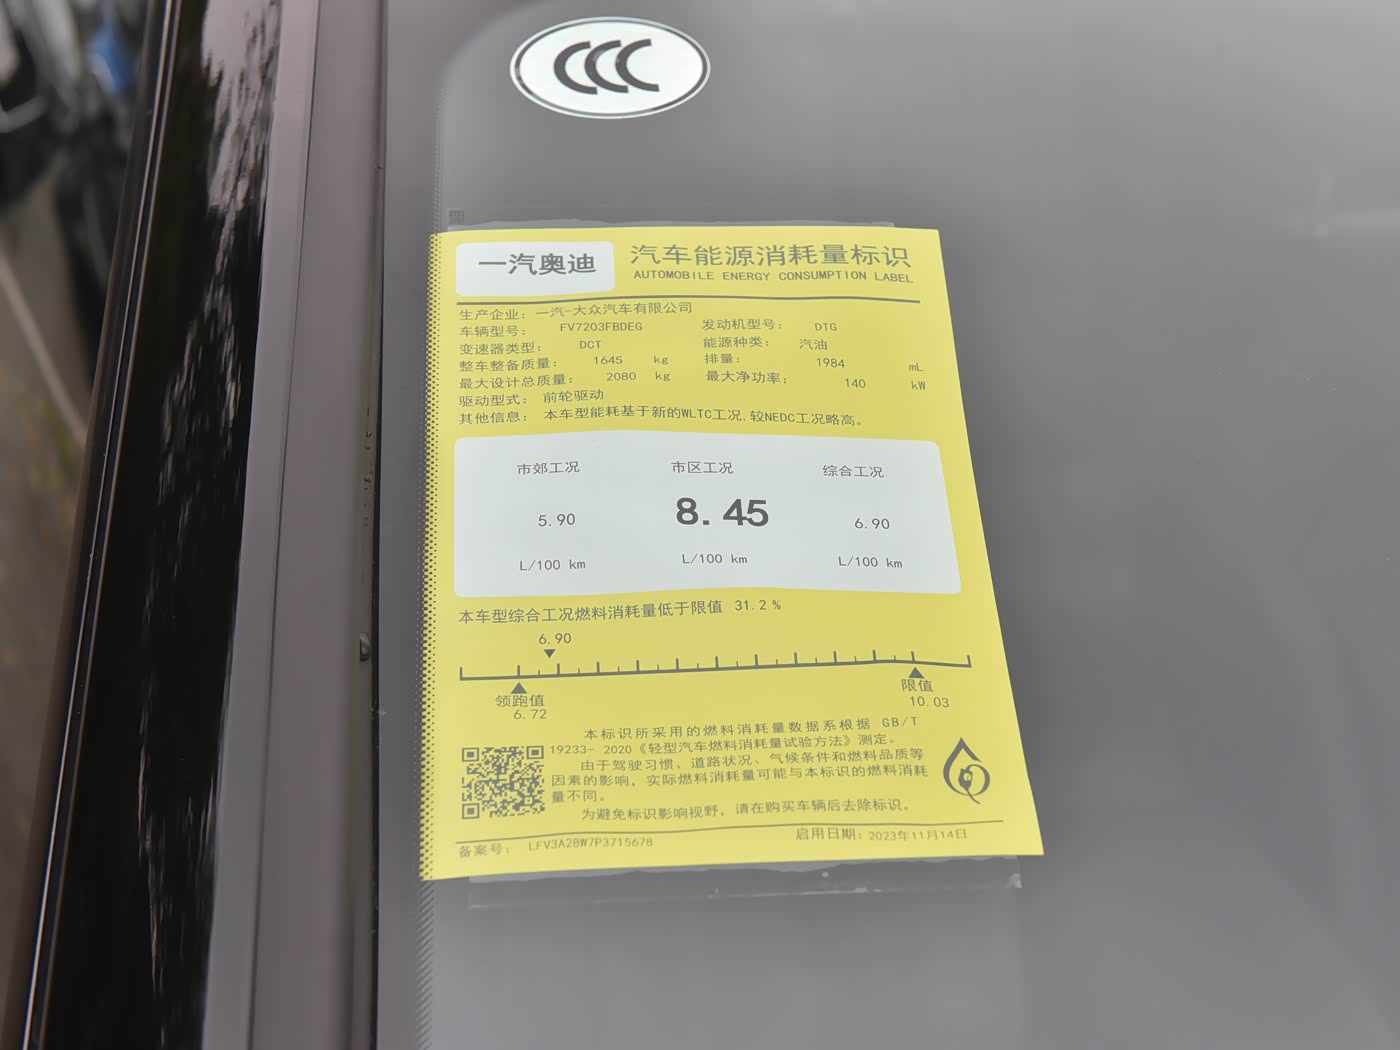 CCC
一汽奥迪
汽车能源消耗量标识
AUTOMOBILE ENERGY CONSUMPTION LABEL
生产企业: 一汽-大众汽车有限公司
车辆型号: FV7203FBDEG 发动机型号: DTG
变速器类型: DCT 能源种类: 汽油
整车整备质量: 1645 kg 排量: 1984 mL
最大设计总质量: 2080 kg 最大净功率: 140 kW
驱动型式: 前轮驱动
其他信息: 本车型能耗基于新的WLTC工况,较NEDC工况略高。
市郊工况 市区工况 综合工况
5.90 8.45 6.90
L/100 km L/100 km L/100 km
本车型综合工况燃料消耗量低于限值 31.2 %
6.90
领跑值 限值
6.72 10.03
本标识所采用的燃料消耗量数据系根据 GB/T
19233- 2020《轻型汽车燃料消耗量试验方法》测定。
由于驾驶习惯、道路状况、气候条件和燃料品质等
因素的影响, 实际燃料消耗量可能与本标识的燃料消耗
量不同。
为避免标识影响视野, 请在购买车辆后去除标识。
备案号: LFV3A28W7P3715678 启用日期: 2023年11月14日